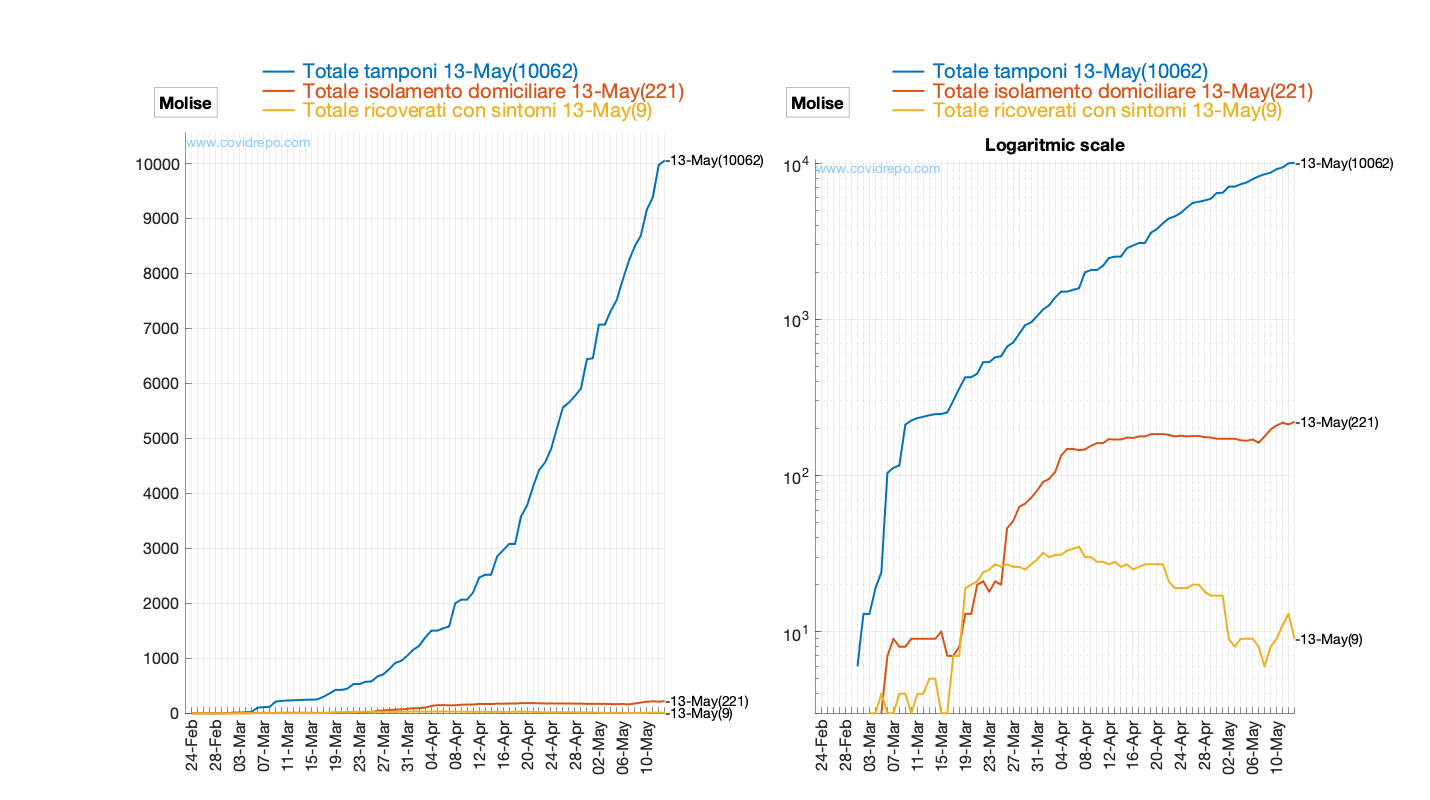 Totale tamponi 13-May(10062)
Totale isolamento domiciliare 13-May(221)
Totale ricoverati con sintomi 13-May(9)
Molise
www.covidrepo.com
10000
9000
8000
7000
6000
5000
4000
3000
2000
1000
0
-13-May(10062)
-13-May(221)
-13-May(9)
24-Feb
28-Feb
03-Mar
07-Mar
11-Mar
15-Mar
19-Mar
23-Mar
27-Mar
31-Mar
04-Apr
08-Apr
12-Apr
16-Apr
20-Apr
24-Apr
28-Apr
02-May
06-May
10-May
Totale tamponi 13-May(10062)
Totale isolamento domiciliare 13-May(221)
Totale ricoverati con sintomi 13-May(9)
Molise
Logaritmic scale
www.covidrepo.com
10^4
10^3
10^2
10^1
-13-May(10062)
-13-May(221)
-13-May(9)
24-Feb
28-Feb
03-Mar
07-Mar
11-Mar
15-Mar
19-Mar
23-Mar
27-Mar
31-Mar
04-Apr
08-Apr
12-Apr
16-Apr
20-Apr
24-Apr
28-Apr
02-May
06-May
10-May